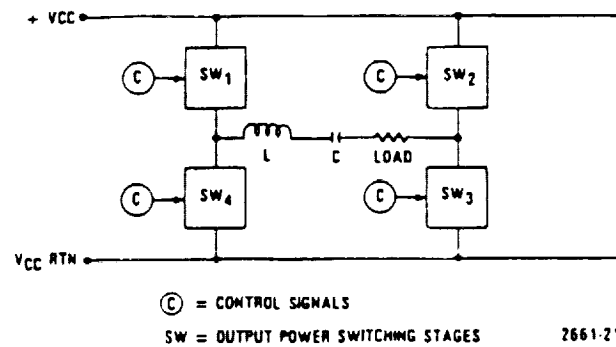 + VCC
C SW1 C SW2
L C LOAD
C SW4 C SW3
VCC RTN
C = CONTROL SIGNALS
SW = OUTPUT POWER SWITCHING STAGES